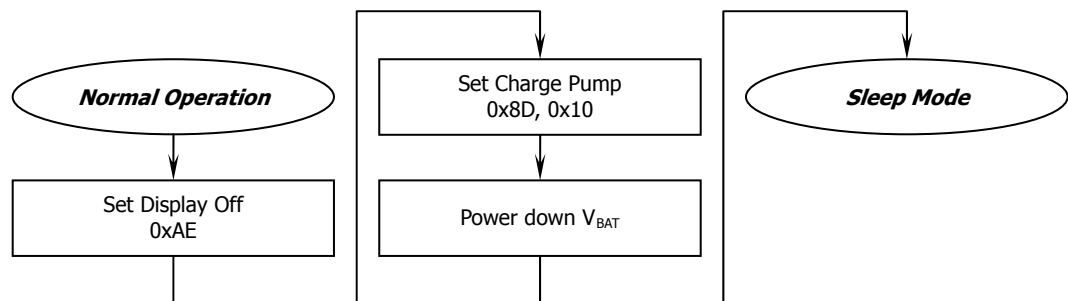 Normal Operation
Set Display Off
0xAE
Set Charge Pump
0x8D, 0x10
Power down VBAT
Sleep Mode